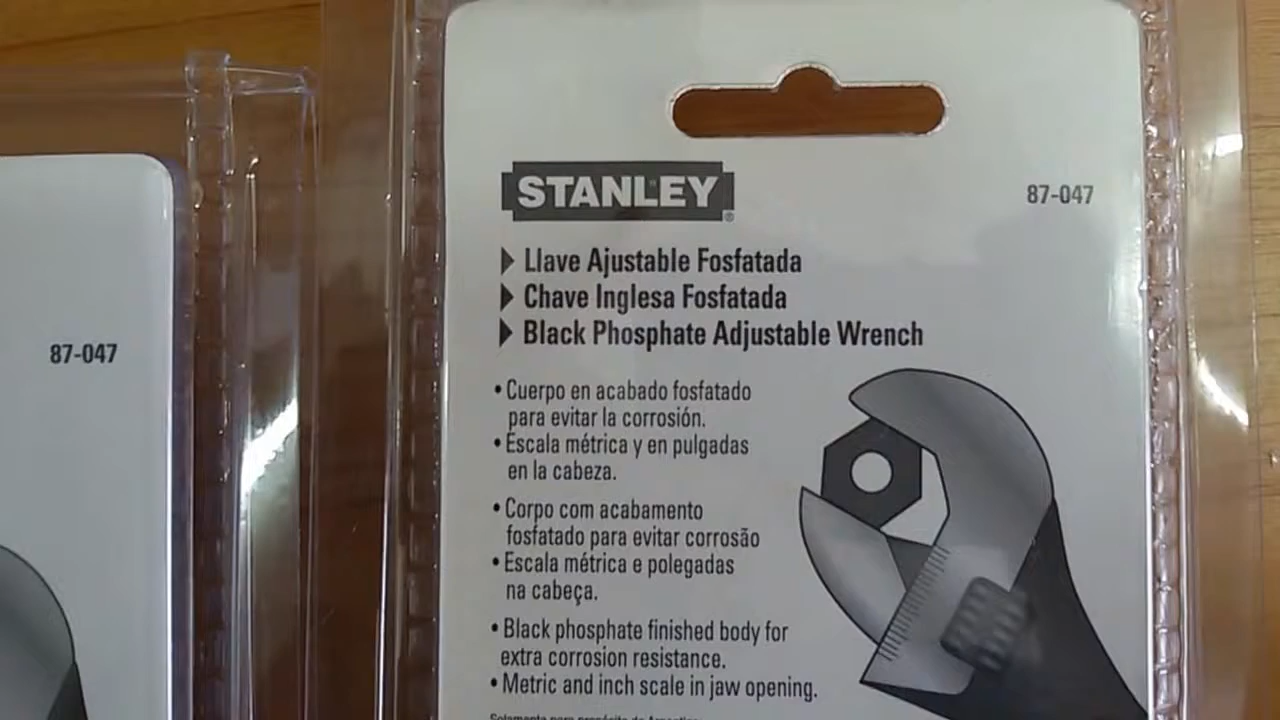 STANLEY®
87-047
Llave Ajustable Fosfatada
Chave Inglesa Fosfatada
Black Phosphate Adjustable Wrench
87-047
• Cuerpo en acabado fosfatado
para evitar la corrosión.
• Escala métrica y en pulgadas
en la cabeza.
• Corpo com acabamento
fosfatado para evitar corrosão
• Escala métrica e polegadas
na cabeça.
• Black phosphate finished body for
extra corrosion resistance.
• Metric and inch scale in jaw opening.